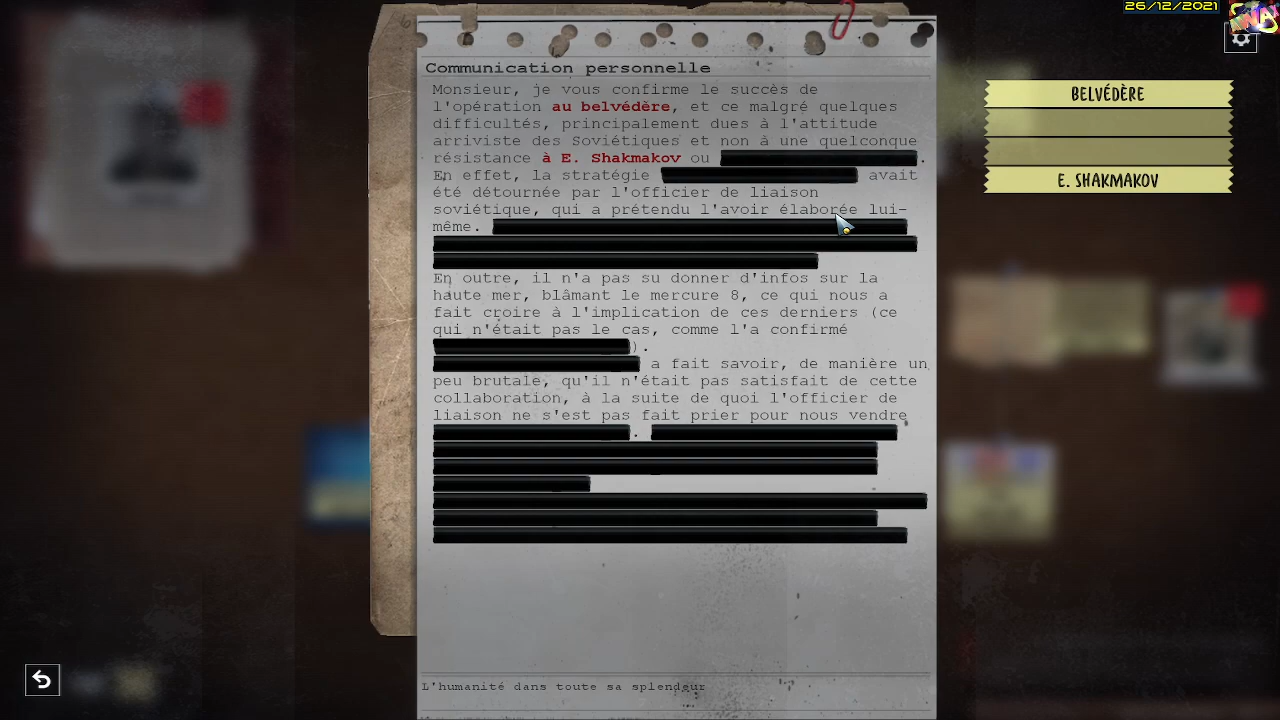 26/12/2021
Communication personnelle
Monsieur, je vous confirme le succès de
l'opération au belvédère, et ce malgré quelques
difficultés, principalement dues à l'attitude
arriviste des Soviétiques et non à une quelconque
résistance à E. Shakmakov ou .
En effet, la stratégie avait
été détournée par l'officier de liaison
soviétique, qui a prétendu l'avoir élaborée lui-
même.
En outre, il n'a pas su donner d'infos sur la
haute mer, blâmant le mercure 8, ce qui nous a
fait croire à l'implication de ces derniers (ce
qui n'était pas le cas, comme l'a confirmé
).
a fait savoir, de manière un
peu brutale, qu'il n'était pas satisfait de cette
collaboration, à la suite de quoi l'officier de
liaison ne s'est pas fait prier pour nous vendre
.
L'humanité dans toute sa splendeur
BELVÉDÈRE
E. SHAKMAKOV